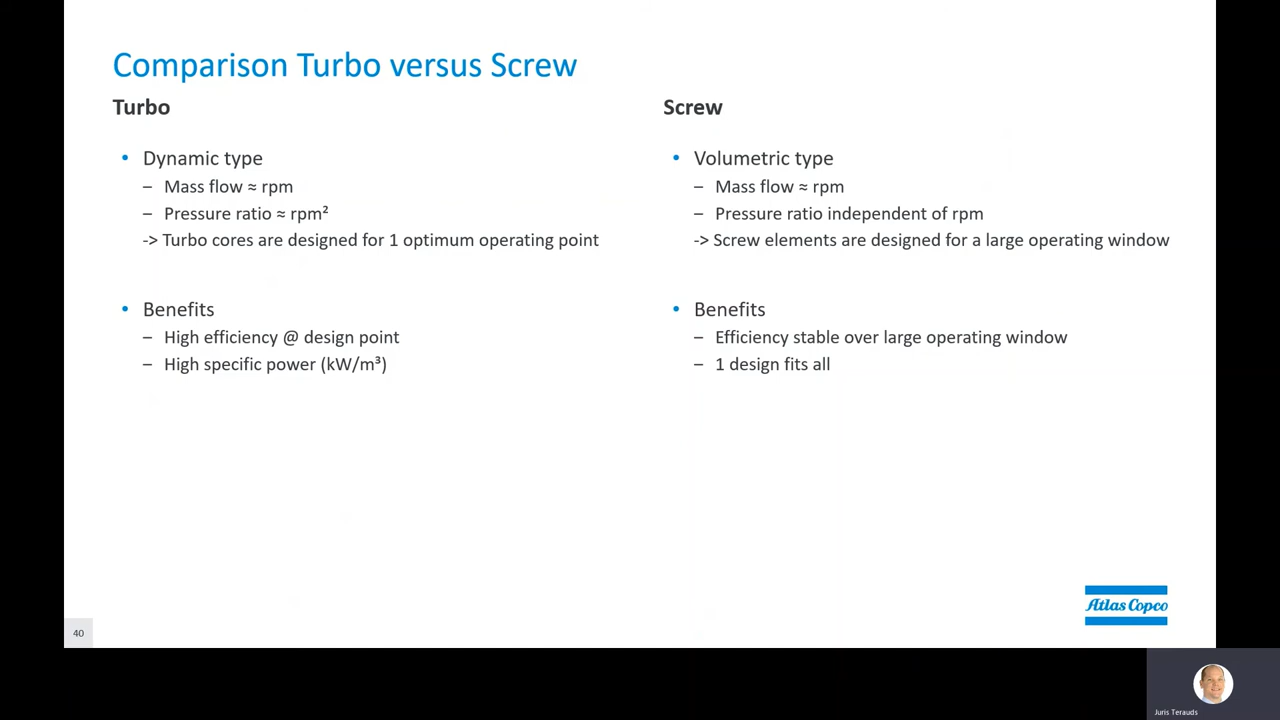 Comparison Turbo versus Screw
Turbo
• Dynamic type
– Mass flow ≈ rpm
– Pressure ratio ≈ rpm²
-> Turbo cores are designed for 1 optimum operating point
• Benefits
– High efficiency @ design point
– High specific power (kW/m³)
Screw
• Volumetric type
– Mass flow ≈ rpm
– Pressure ratio independent of rpm
-> Screw elements are designed for a large operating window
• Benefits
– Efficiency stable over large operating window
– 1 design fits all
Atlas Copco
40
Juris Terauds